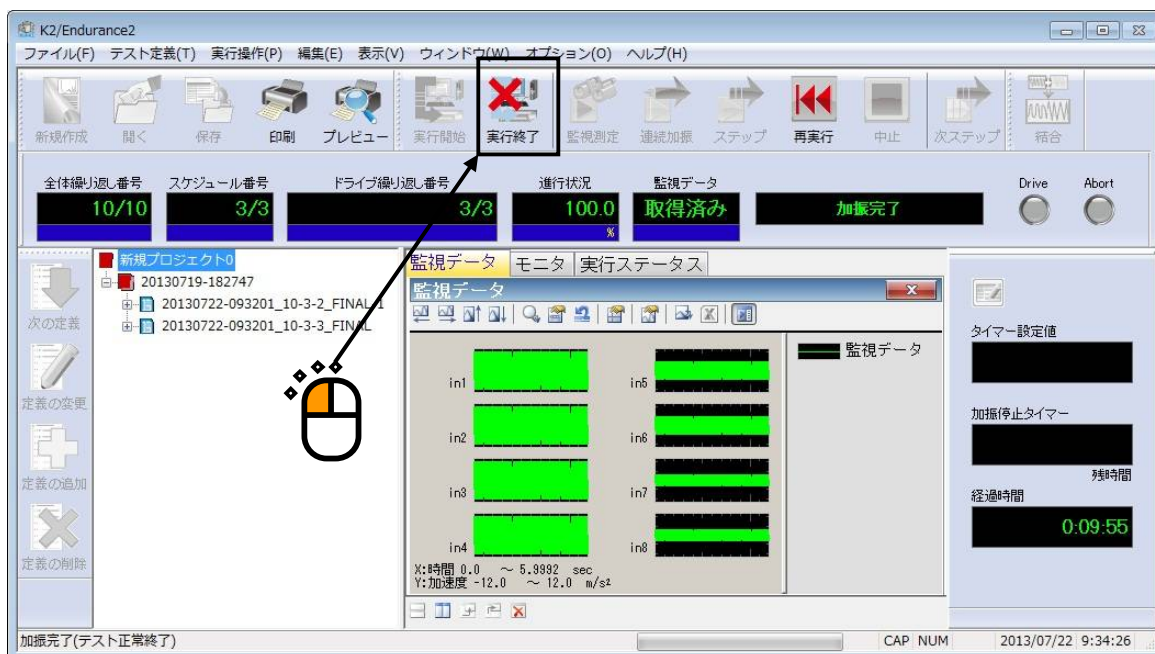 K2/Endurance2
ファイル(F) テスト定義(T) 実行操作(P) 編集(E) 表示(V) ウィンドウ(W) オプション(O) ヘルプ(H)
新規作成 開く 保存 印刷 プレビュー 実行開始 実行終了 監視測定 連続加振 ステップ 再実行 中止 次ステップ 結合
全体繰り返し番号 スケジュール番号 ドライブ繰り返し番号 進行状況 監視データ Drive Abort
10/10 3/3 3/3 100.0 取得済み 加振完了
%
新規プロジェクト0
20130719-182747
20130722-093201_10-3-2_FINAL_1
20130722-093201_10-3-3_FINAL
次の定義
定義の変更
定義の追加
定義の削除
監視データ モニタ 実行ステータス
監視データ
監視データ
in1 in5
in2 in6
in3 in7
in4 in8
X:時間 0.0 ～ 5.9992 sec
Y:加速度 -12.0 ～ 12.0 m/s²
タイマー設定値
加振停止タイマー
残時間
経過時間
0:09:55
加振完了(テスト正常終了) CAP NUM 2013/07/22 9:34:26